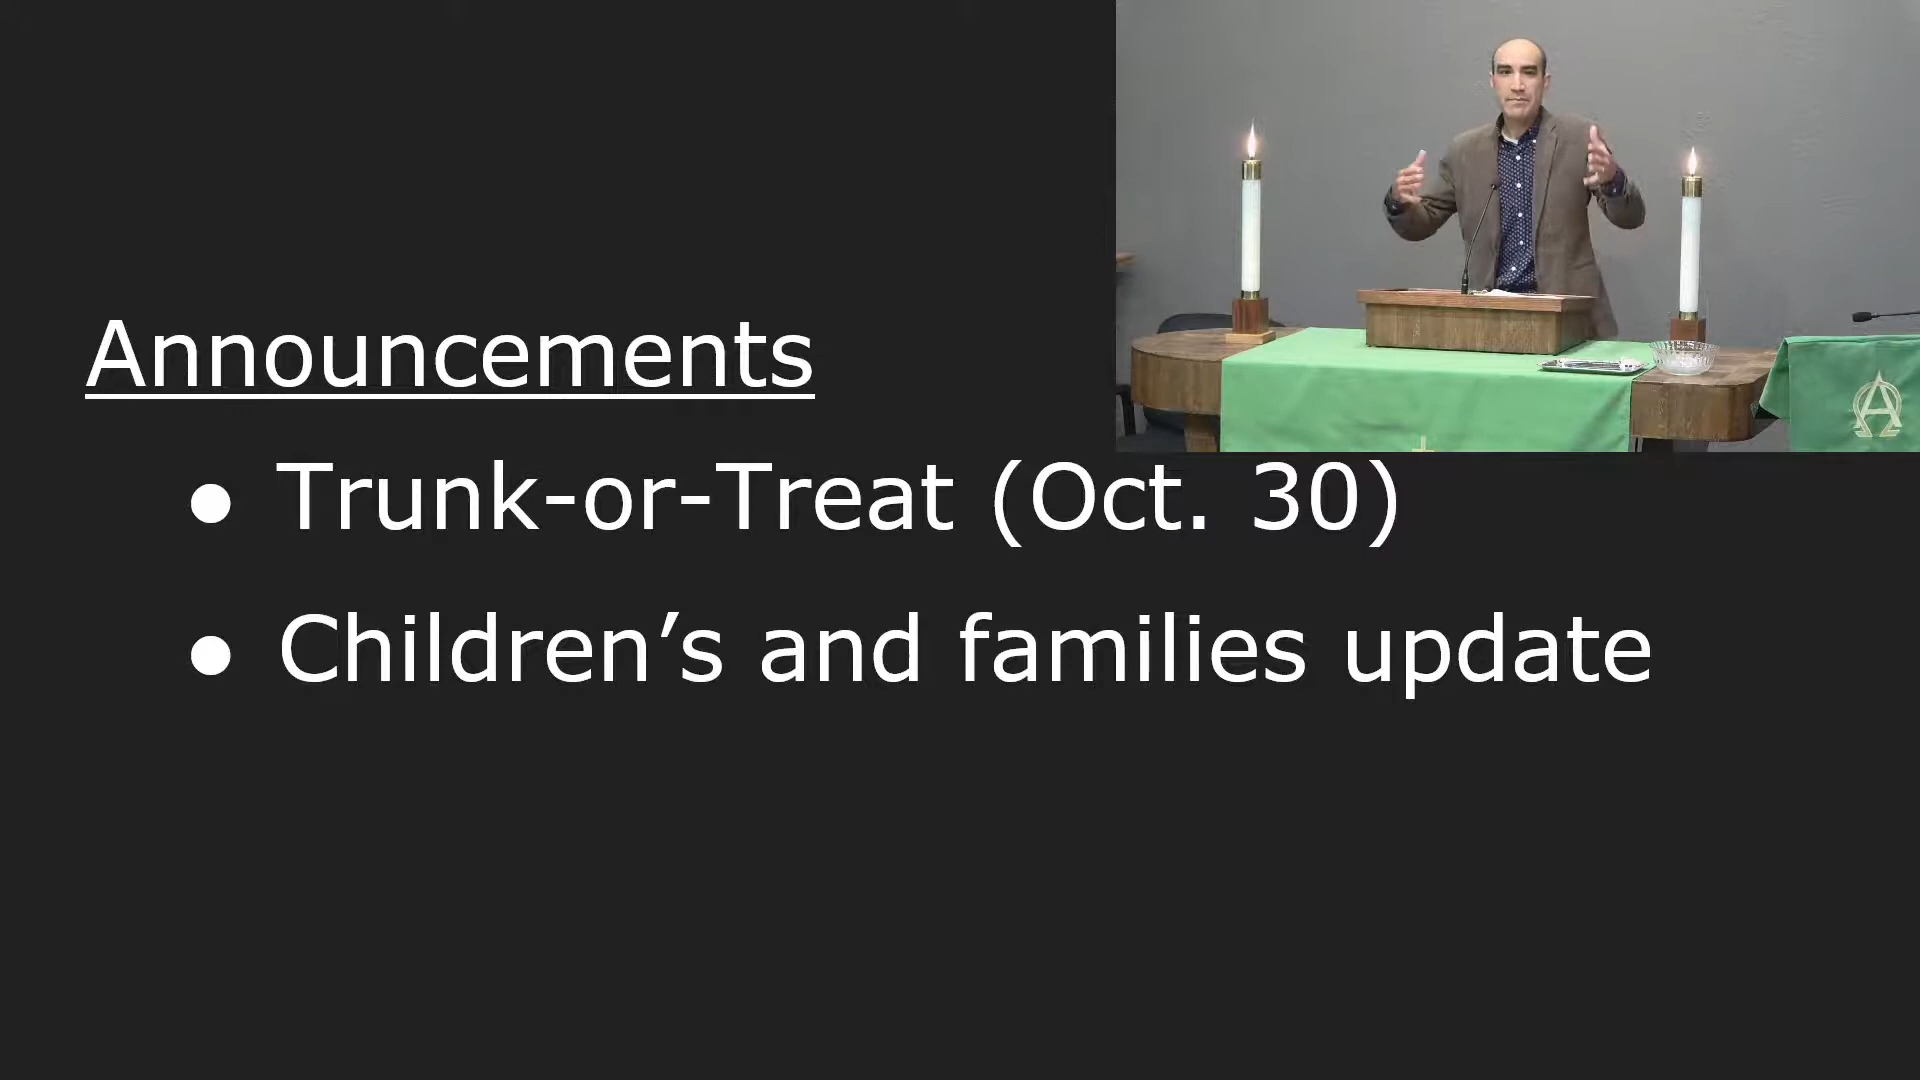 Announcements
● Trunk-or-Treat (Oct. 30)
● Children’s and families update